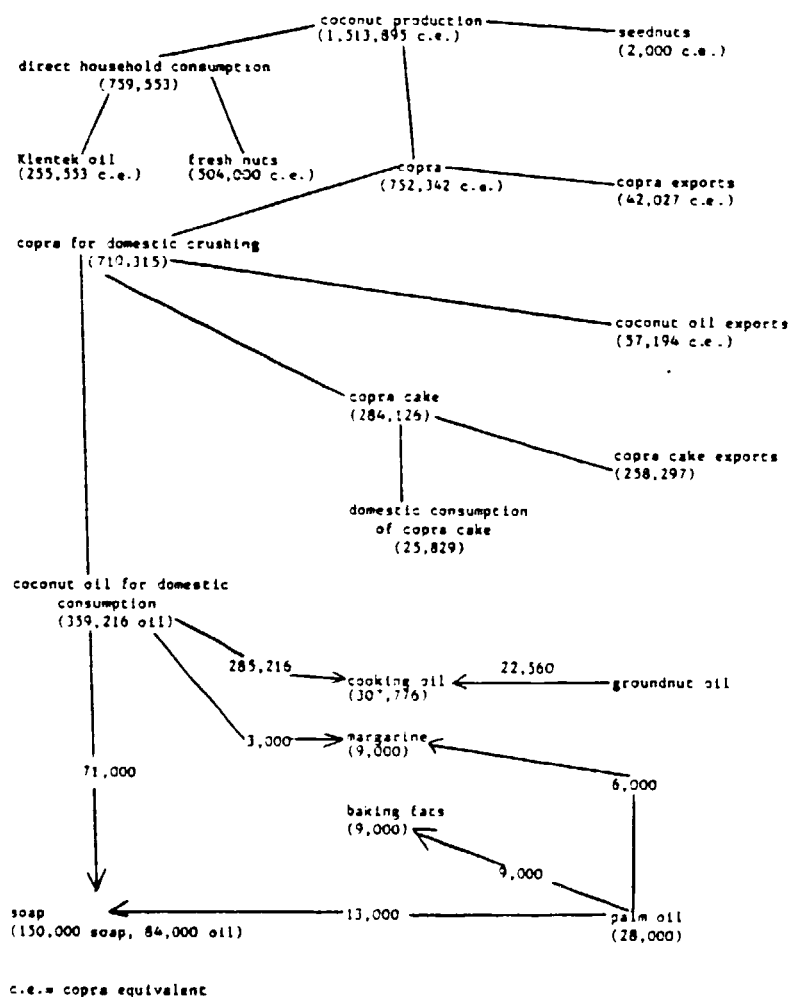 coconut production
(1,513,895 c.e.)
seednuts
(2,000 c.e.)
direct household consumption
(759,553)
Klentek oil
(255,553 c.e.)
fresh nuts
(504,000 c.e.)
copra
(752,342 c.e.)
copra exports
(42,027 c.e.)
copra for domestic crushing
(710,315)
coconut oil exports
(57,194 c.e.)
copra cake
(284,126)
copra cake exports
(258,297)
domestic consumption
of copra cake
(25,829)
coconut oil for domestic
consumption
(359,216 oil)
285,216
22,560
cooking oil
groundnut oil
3,000
margarine
(9,000)
71,000
6,000
baking fats
(9,000)
9,000
soap
13,000
palm oil
(150,000 soap, 84,000 oil)
(28,000)
c.e.= copra equivalent